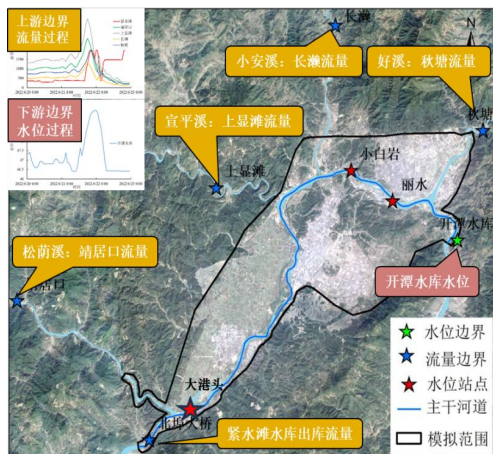 上游边界
流量过程
下游边界
水位过程
长濑
小安溪：长濑流量
好溪：秋塘流量
N
秋塘
宣平溪：上显滩流量
上显滩
小白岩
丽水
开潭水库
开潭水库水位
松荫溪：靖居口流量
居口
大港头
北埠大桥
紧水滩水库出库流量
水位边界
流量边界
水位站点
主干河道
模拟范围